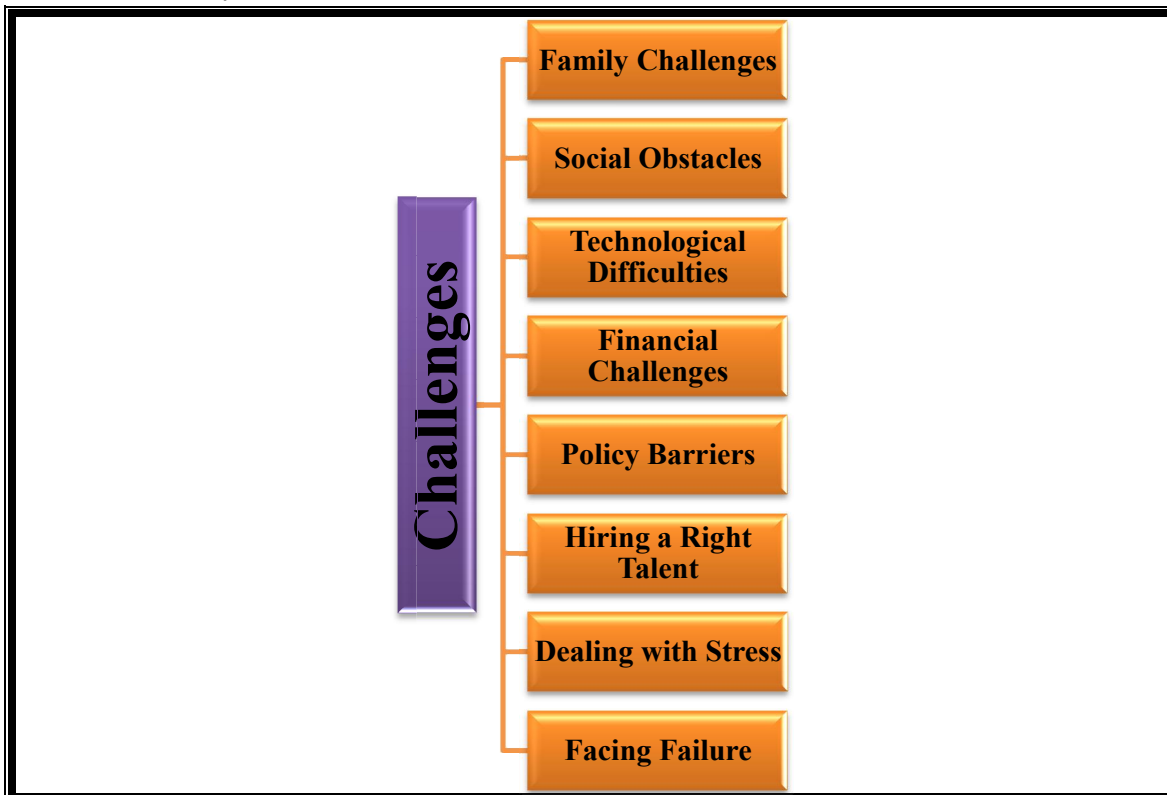 Challenges
Family Challenges
Social Obstacles
Technological
Difficulties
Financial
Challenges
Policy Barriers
Hiring a Right
Talent
Dealing with Stress
Facing Failure